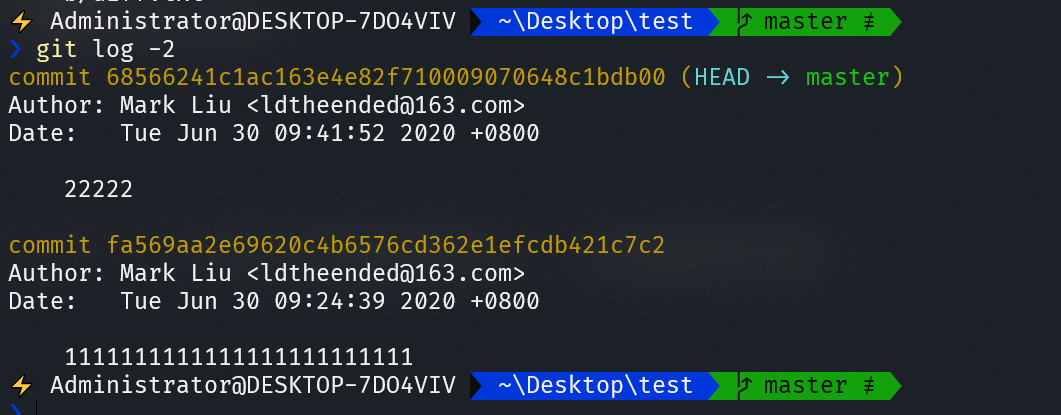 Administrator@DESKTOP-7DO4VIV ~\Desktop\test master ≢
❯ git log -2
commit 68566241c1ac163e4e82f710009070648c1bdb00 (HEAD -> master)
Author: Mark Liu <ldtheended@163.com>
Date:   Tue Jun 30 09:41:52 2020 +0800
22222
commit fa569aa2e69620c4b6576cd362e1efcdb421c7c2
Author: Mark Liu <ldtheended@163.com>
Date:   Tue Jun 30 09:24:39 2020 +0800
1111111111111111111111111
Administrator@DESKTOP-7DO4VIV ~\Desktop\test master ≢
❯